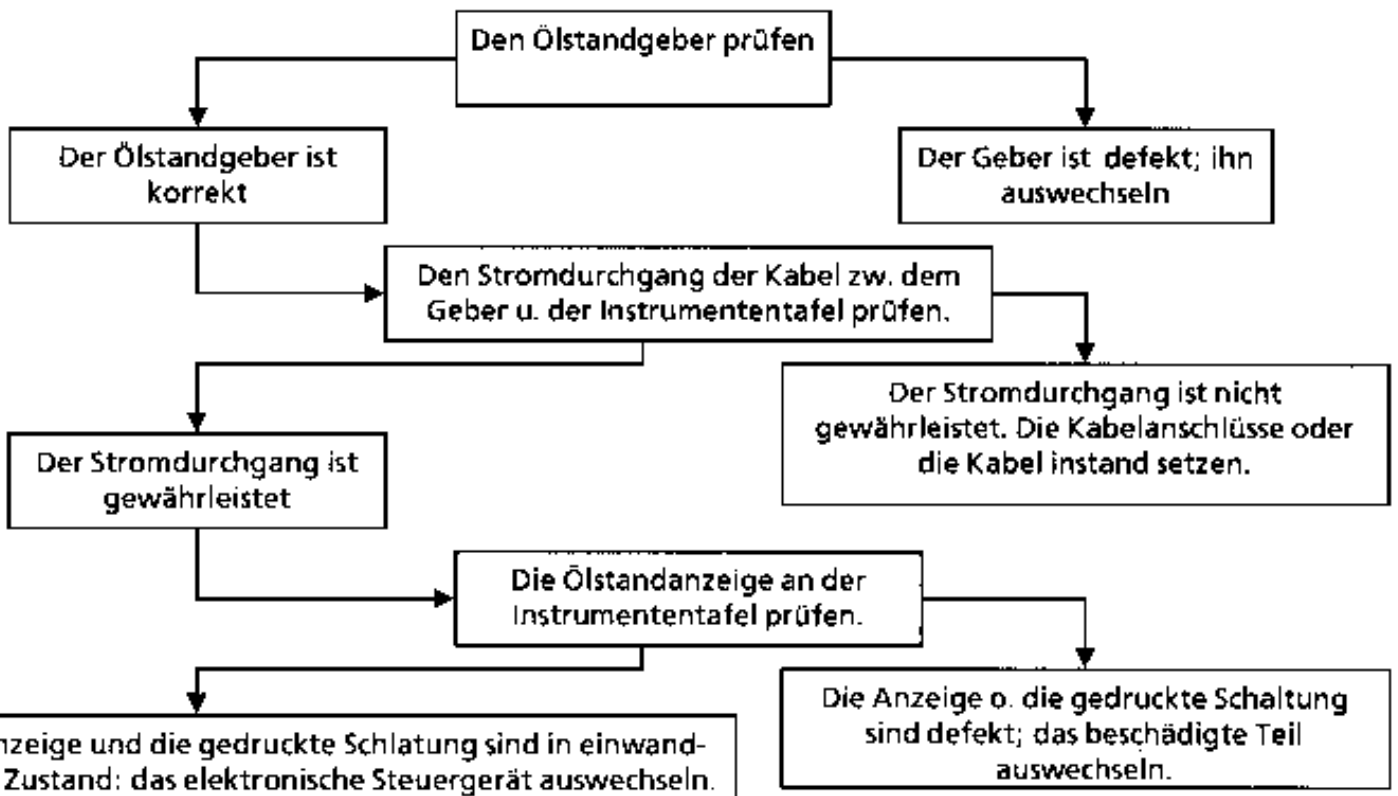 Den Ölstandgeber prüfen
Der Ölstandgeber ist
korrekt
Der Geber ist defekt; ihn
auswechseln
Den Stromdurchgang der Kabel zw. dem
Geber u. der Instrumententafel prüfen.
Der Stromdurchgang ist nicht
gewährleistet. Die Kabelanschlüsse oder
die Kabel instand setzen.
Der Stromdurchgang ist
gewährleistet
Die Ölstandanzeige an der
Instrumententafel prüfen.
Die Anzeige o. die gedruckte Schaltung
sind defekt; das beschädigte Teil
auswechseln.
nzeige und die gedruckte Schlatung sind in einwand-
Zustand: das elektronische Steuergerät auswechseln.